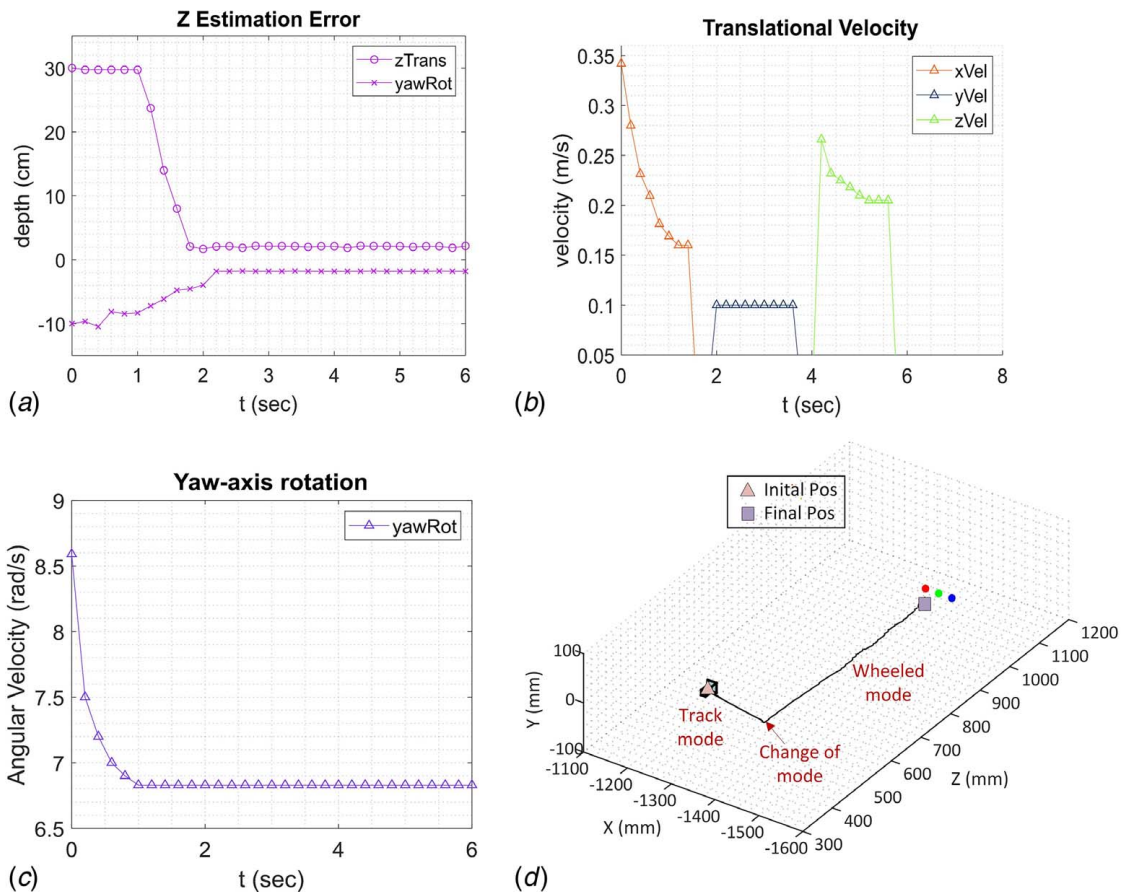 Z Estimation Error
zTrans
yawRot
depth (cm)
30
20
10
0
-10
0 1 2 3 4 5 6
t (sec)
(a)
Translational Velocity
xVel
yVel
zVel
velocity (m/s)
0.35
0.3
0.25
0.2
0.15
0.1
0.05
0 2 4 6 8
t (sec)
(b)
Yaw-axis rotation
yawRot
Angular Velocity (rad/s)
9
8.5
8
7.5
7
6.5
0 2 4 6
t (sec)
(c)
Inital Pos
Final Pos
Track
mode
Change of
mode
Wheeled
mode
Y (mm)
100
0
-100
X (mm)
-1100
-1200
-1300
-1400
-1500
-1600
Z (mm)
300
400
500
600
700
800
900
1000
1100
1200
(d)